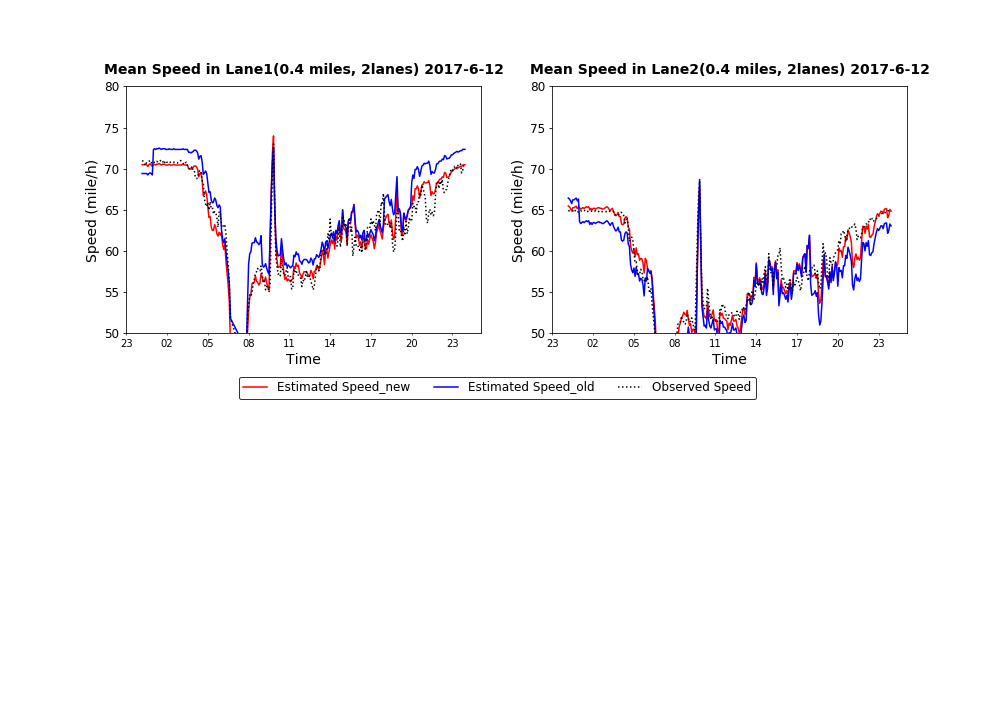 Mean Speed in Lane1(0.4 miles, 2lanes) 2017-6-12
80
75
70
65
60
55
50
Speed (mile/h)
23 02 05 08 11 14 17 20 23
Time
Mean Speed in Lane2(0.4 miles, 2lanes) 2017-6-12
80
75
70
65
60
55
50
Speed (mile/h)
23 02 05 08 11 14 17 20 23
Time
Estimated Speed_new Estimated Speed_old Observed Speed